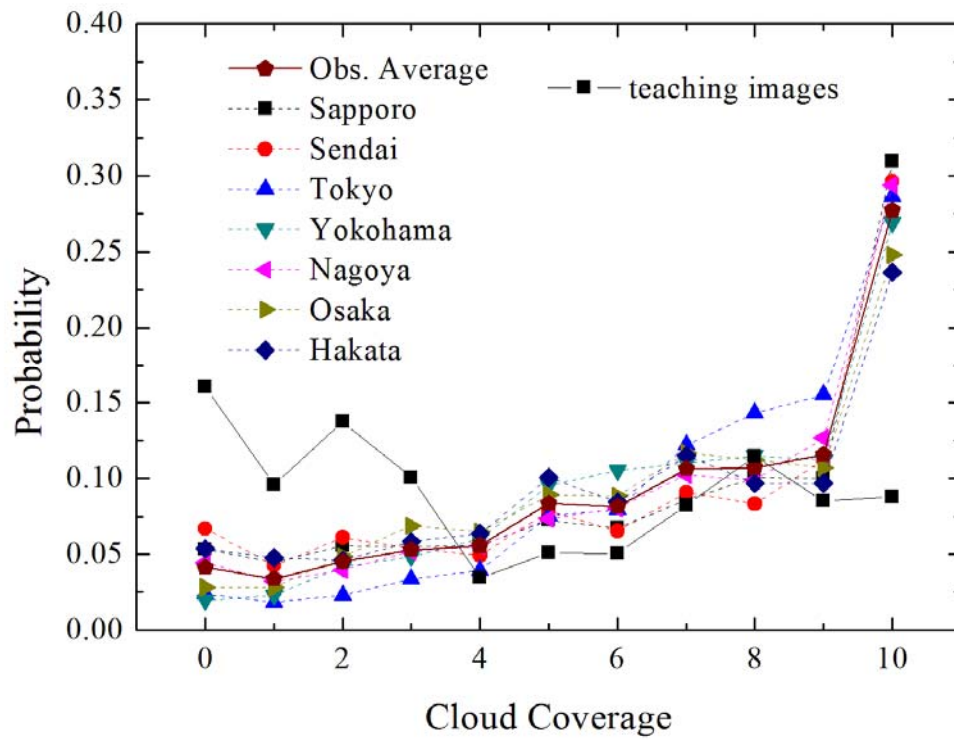 0.40
0.35
0.30
0.25
0.20
0.15
0.10
0.05
0.00
Probability
Obs. Average
Sapporo
Sendai
Tokyo
Yokohama
Nagoya
Osaka
Hakata
teaching images
0 2 4 6 8 10
Cloud Coverage